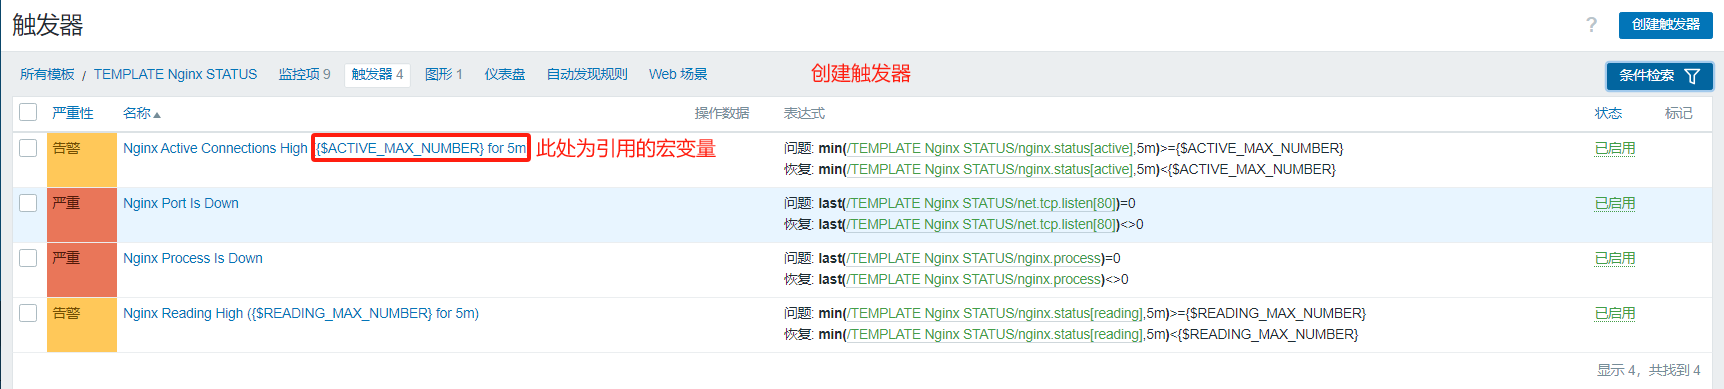 触发器
? 创建触发器
所有模板 / TEMPLATE Nginx STATUS 监控项 9 触发器 4 图形 1 仪表盘 自动发现规则 Web 场景 创建触发器 条件检索
严重性 名称 操作数据 表达式 状态 标记
告警 Nginx Active Connections High ({$ACTIVE_MAX_NUMBER} for 5m 此处为引用的宏变量 问题: min(/TEMPLATE Nginx STATUS/nginx.status[active],5m)>={$ACTIVE_MAX_NUMBER} 已启用
恢复: min(/TEMPLATE Nginx STATUS/nginx.status[active],5m)<{$ACTIVE_MAX_NUMBER}
严重 Nginx Port Is Down 问题: last(/TEMPLATE Nginx STATUS/net.tcp.listen[80])=0 已启用
恢复: last(/TEMPLATE Nginx STATUS/net.tcp.listen[80])<>0
严重 Nginx Process Is Down 问题: last(/TEMPLATE Nginx STATUS/nginx.process)=0 已启用
恢复: last(/TEMPLATE Nginx STATUS/nginx.process)<>0
告警 Nginx Reading High ({$READING_MAX_NUMBER} for 5m) 问题: min(/TEMPLATE Nginx STATUS/nginx.status[reading],5m)>={$READING_MAX_NUMBER} 已启用
恢复: min(/TEMPLATE Nginx STATUS/nginx.status[reading],5m)<{$READING_MAX_NUMBER}
显示 4，共找到 4